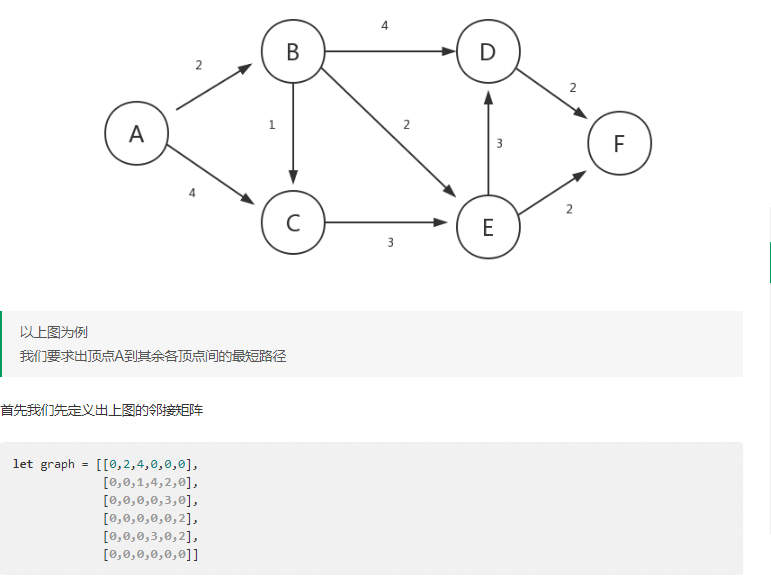 4
B
D
2
2
1
2
A
3
F
4
2
C
E
3
以上图为例
我们要求出顶点A到其余各顶点间的最短路径
首先我们先定义出上图的邻接矩阵
let graph = [[0,2,4,0,0,0],
[0,0,1,4,2,0],
[0,0,0,0,3,0],
[0,0,0,0,0,2],
[0,0,0,3,0,2],
[0,0,0,0,0,0]]